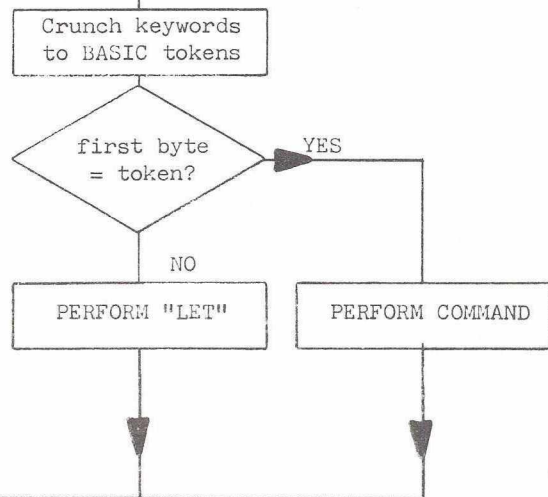 Crunch keywords
to BASIC tokens
first byte
= token?
YES
NO
PERFORM "LET"
PERFORM COMMAND